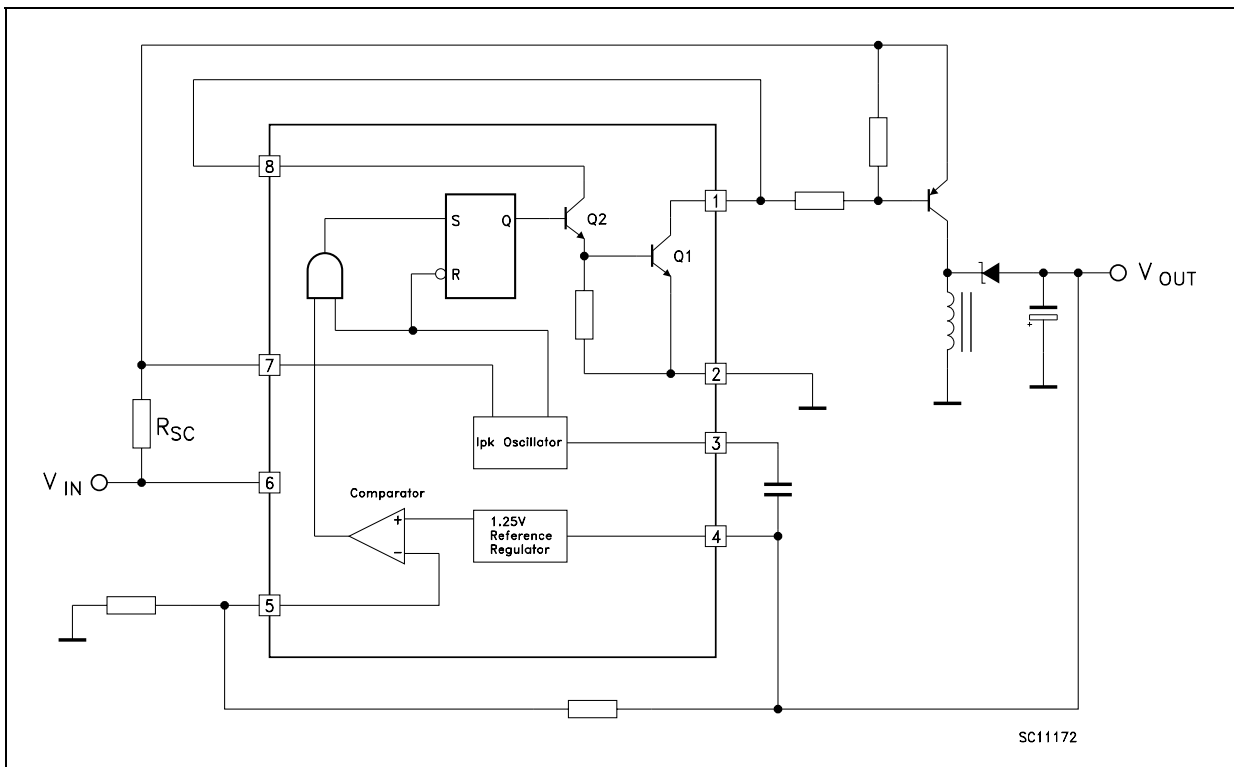 8
S
Q
Q2
1
R
Q1
V OUT
7
2
RSC
Ipk Oscillator
3
V IN
6
Comparator
+
1.25V
Reference
Regulator
4
−
+
5
SC11172